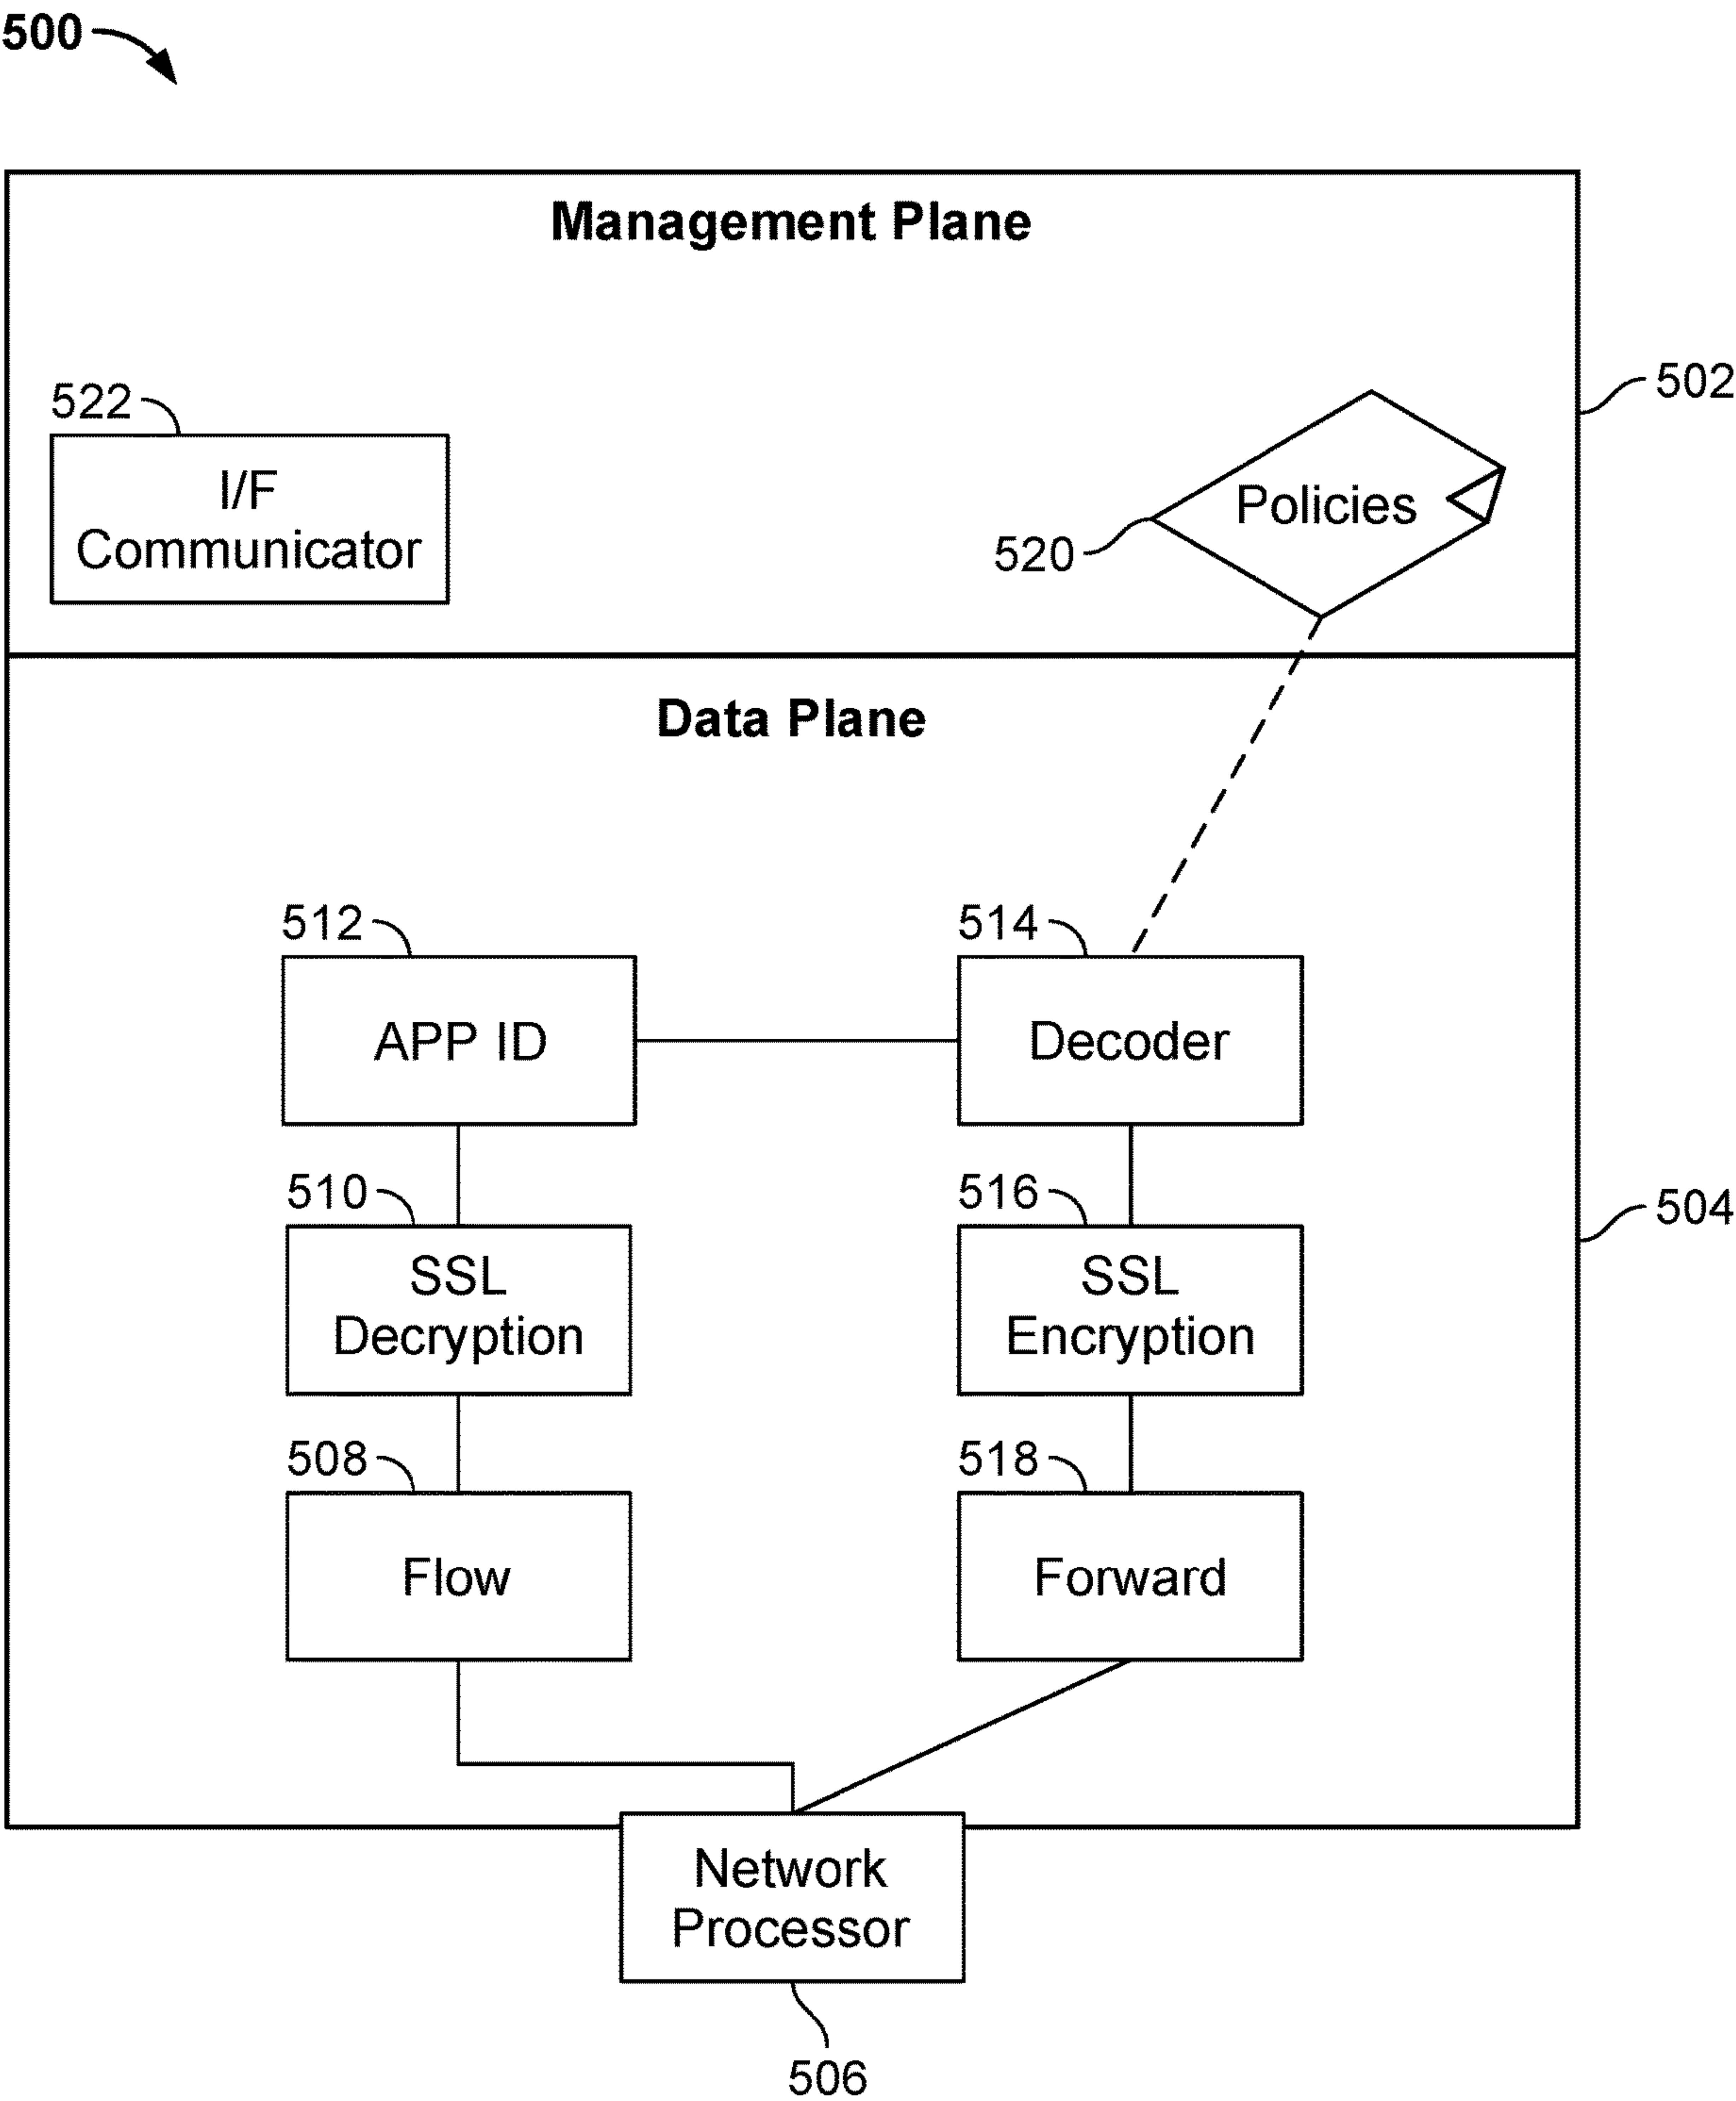 500
Management Plane
502
522
I/F
Communicator
Policies
520
Data Plane
512
514
APP ID
Decoder
510
516
504
SSL
Decryption
SSL
Encryption
508
518
Flow
Forward
Network
Processor
506